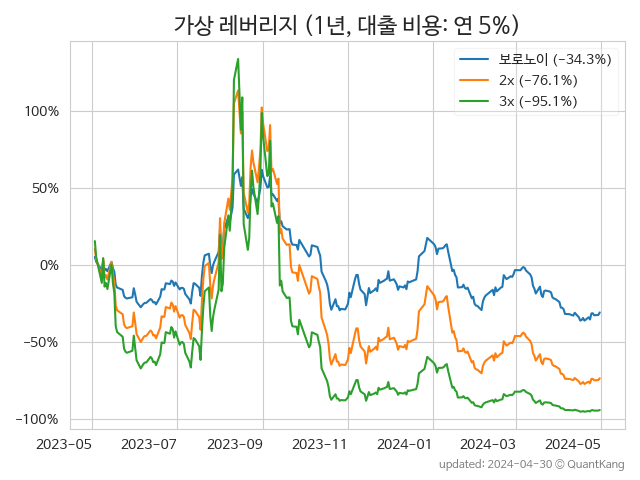 가상 레버리지 (1년, 대출 비용: 연 5%)
보로노이 (−34.3%)
2x (−76.1%)
3x (−95.1%)
100%
50%
0%
−50%
−100%
2023-05
2023-07
2023-09
2023-11
2024-01
2024-03
2024-05
updated: 2024-04-30 © QuantKang